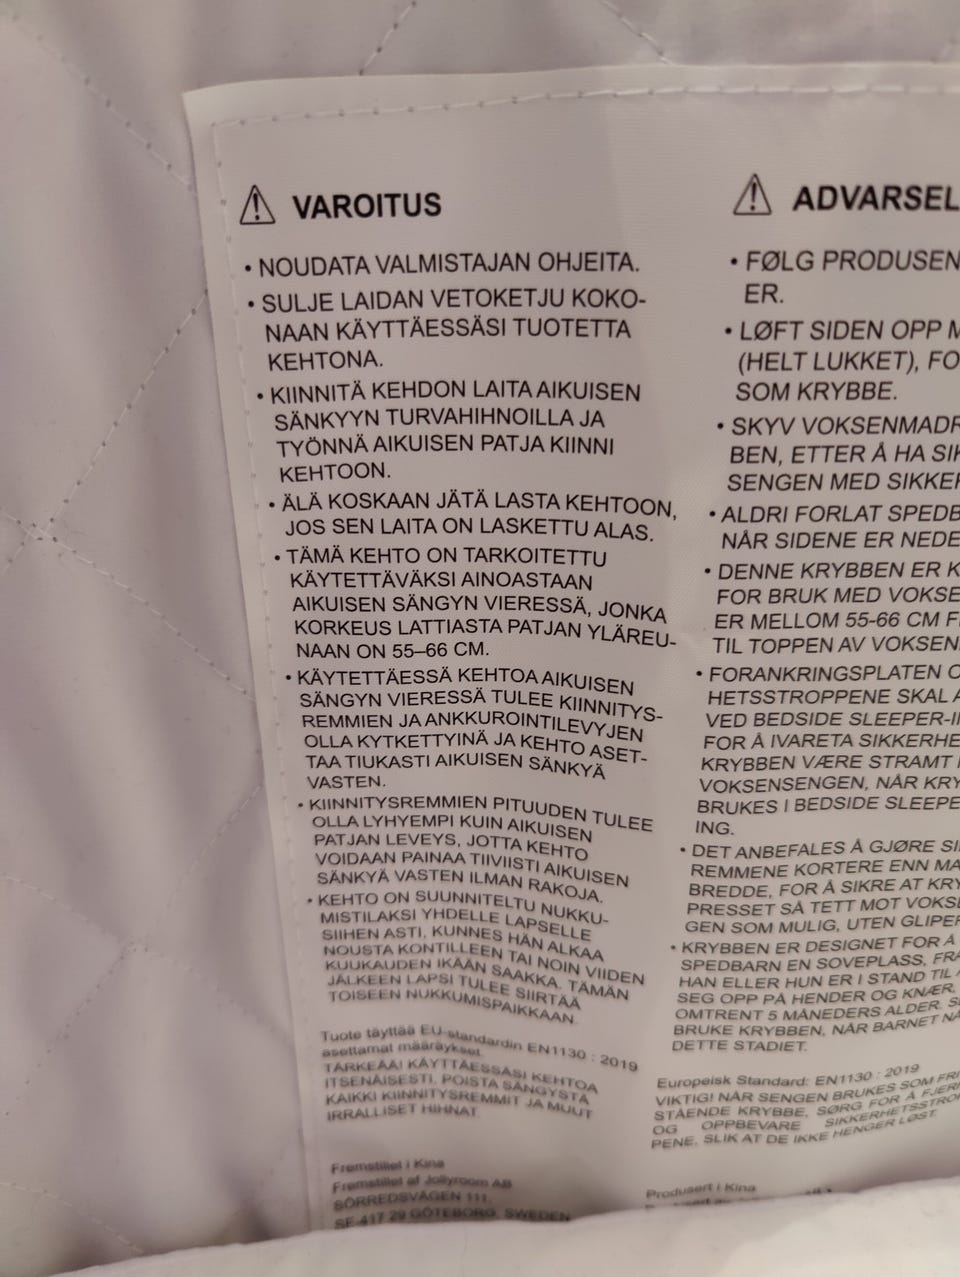 VAROITUS
• NOUDATA VALMISTAJAN OHJEITA.
• SULJE LAIDAN VETOKETJU KOKO-
NAAN KÄYTTÄESSÄSI TUOTETTA
KEHTONA.
• KIINNITÄ KEHDON LAITA AIKUISEN
SÄNKYYN TURVAHIHNOILLA JA
TYÖNNÄ AIKUISEN PATJA KIINNI
KEHTOON.
• ÄLÄ KOSKAAN JÄTÄ LASTA KEHTOON,
JOS SEN LAITA ON LASKETTU ALAS.
• TÄMÄ KEHTO ON TARKOITETTU
KÄYTETTÄVÄKSI AINOASTAAN
AIKUISEN SÄNGYN VIERESSÄ, JONKA
KORKEUS LATTIASTA PATJAN YLÄREU-
NAAN ON 55–66 CM.
• KÄYTETTÄESSÄ KEHTOA AIKUISEN
SÄNGYN VIERESSÄ TULEE KIINNITYS-
REMMIEN JA ANKKUROINTILEVYJEN
OLLA KYTKETTYINÄ JA KEHTO ASET-
TAA TIUKASTI AIKUISEN SÄNKYÄ
VASTEN.
• KIINNITYSREMMIEN PITUUDEN TULEE
OLLA LYHYEMPI KUIN AIKUISEN
PATJAN LEVEYS, JOTTA KEHTO
VOIDAAN PAINAA TIIVIISTI AIKUISEN
SÄNKYÄ VASTEN ILMAN RAKOJA.
• KEHTO ON SUUNNITELTU NUKKU-
MISTILAKSI YHDELLE LAPSELLE
SIIHEN ASTI, KUNNES HÄN ALKAA
NOUSTA KONTILLEEN TAI NOIN VIIDEN
KUUKAUDEN IKÄÄN SAAKKA. TÄMÄN
JÄLKEEN LAPSI TULEE SIIRTÄÄ
TOISEEN NUKKUMISPAIKKAAN.
Tuote täyttää EU-standardin EN1130 : 2019
asettamat määräykset.
TÄRKEÄÄ! KÄYTTÄESSÄSI KEHTOA
ITSENÄISESTI, POISTA SÄNGYSTÄ
KAIKKI KIINNITYSREMMIT JA MUUT
IRRALLISET HIHNAT.
Fremstillet i Kina
Fremstillet af Jollyroom AB
SÖRREDSVÄGEN 111,
SE-417 29 GÖTEBORG, SWEDEN
ADVARSEL
• FØLG PRODUSEN
ER.
• LØFT SIDEN OPP M
(HELT LUKKET), FO
SOM KRYBBE.
• SKYV VOKSENMADR
BEN, ETTER Å HA SIK
SENGEN MED SIKKER
• ALDRI FORLAT SPEDB
NÅR SIDENE ER NEDE
• DENNE KRYBBEN ER K
FOR BRUK MED VOKSE
ER MELLOM 55-66 CM F
TIL TOPPEN AV VOKSEN
• FORANKRINGSPLATEN O
HETSSTROPPENE SKAL A
VED BEDSIDE SLEEPER-I
FOR Å IVARETA SIKKERHE
KRYBBEN VÆRE STRAMT
VOKSENSENGEN, NÅR KRY
BRUKES I BEDSIDE SLEEPE
ING.
• DET ANBEFALES Å GJØRE SI
REMMENE KORTERE ENN MA
BREDDE, FOR Å SIKRE AT KRY
PRESSET SÅ TETT MOT VOKSE
GEN SOM MULIG, UTEN GLIPER
• KRYBBEN ER DESIGNET FOR Å
SPEDBARN EN SOVEPLASS, FRA
HAN ELLER HUN ER I STAND TIL
SEG OPP PÅ HENDER OG KNÆR,
OMTRENT 5 MÅNEDERS ALDER. S
BRUKE KRYBBEN, NÅR BARNET NÅ
DETTE STADIET.
Europeisk Standard: EN1130 : 2019
VIKTIG! NÅR SENGEN BRUKES SOM FRI
STÅENDE KRYBBE, SØRG FOR Å FJER
OG OPPBEVARE SIKKERHETSSTRO
PENE, SLIK AT DE IKKE HENGER LØST.
Produsert i Kina